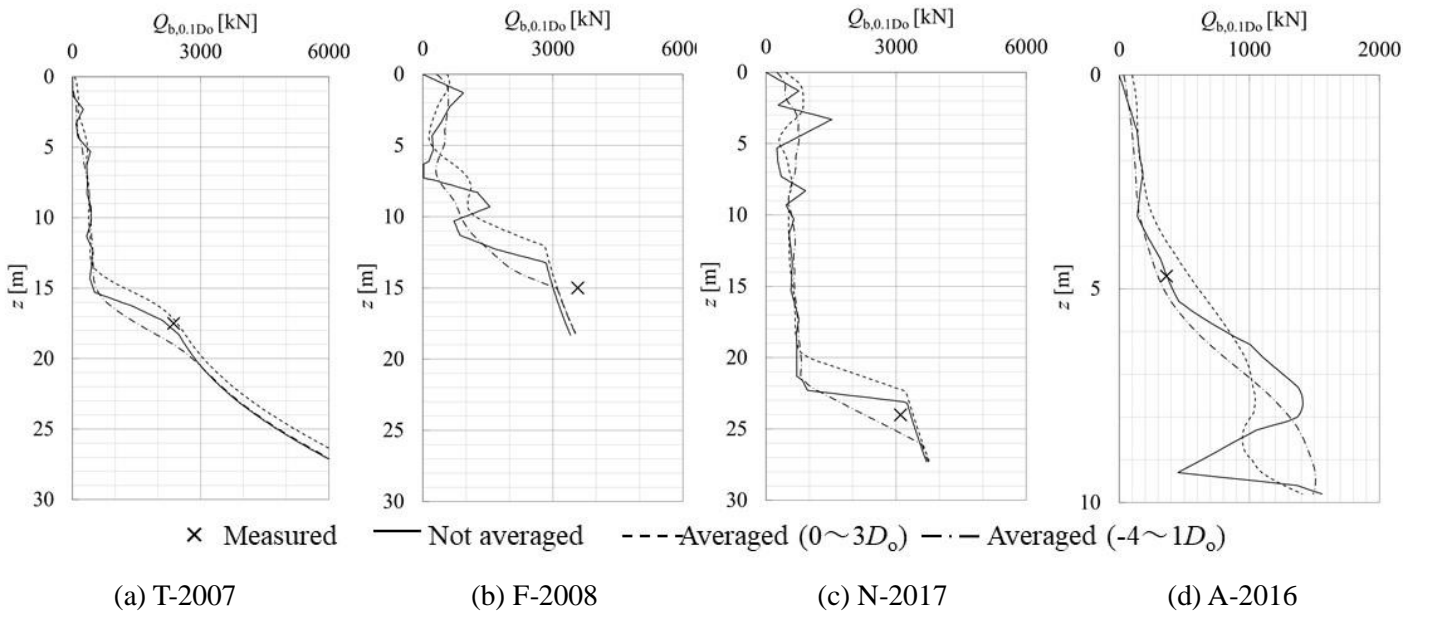 Q_b,0.1Do [kN] Q_b,0.1Do [kN] Q_b,0.1Do [kN] Q_b,0.1Do [kN]
0 3000 6000 0 3000 600 0 3000 6000 0 1000 2000
0 0 0 0
5 5 5
10 10 10
z [m] z [m] z [m] z [m]
15 15 15 5
20 20 20
25 25 25
30 30 30 10
× Measured Not averaged Averaged (0~3D_o) Averaged (-4~1D_o)
(a) T-2007 (b) F-2008 (c) N-2017 (d) A-2016